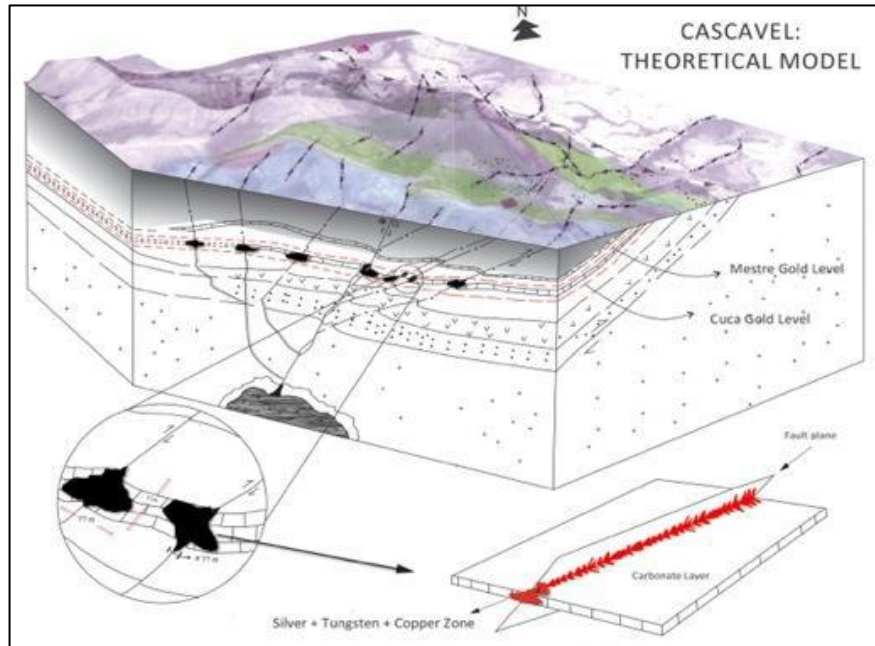 N
CASCAVEL:
THEORETICAL MODEL
Mestre Gold Level
Cuca Gold Level
Fault plane
Carbonate Layer
Silver + Tungsten + Copper Zone